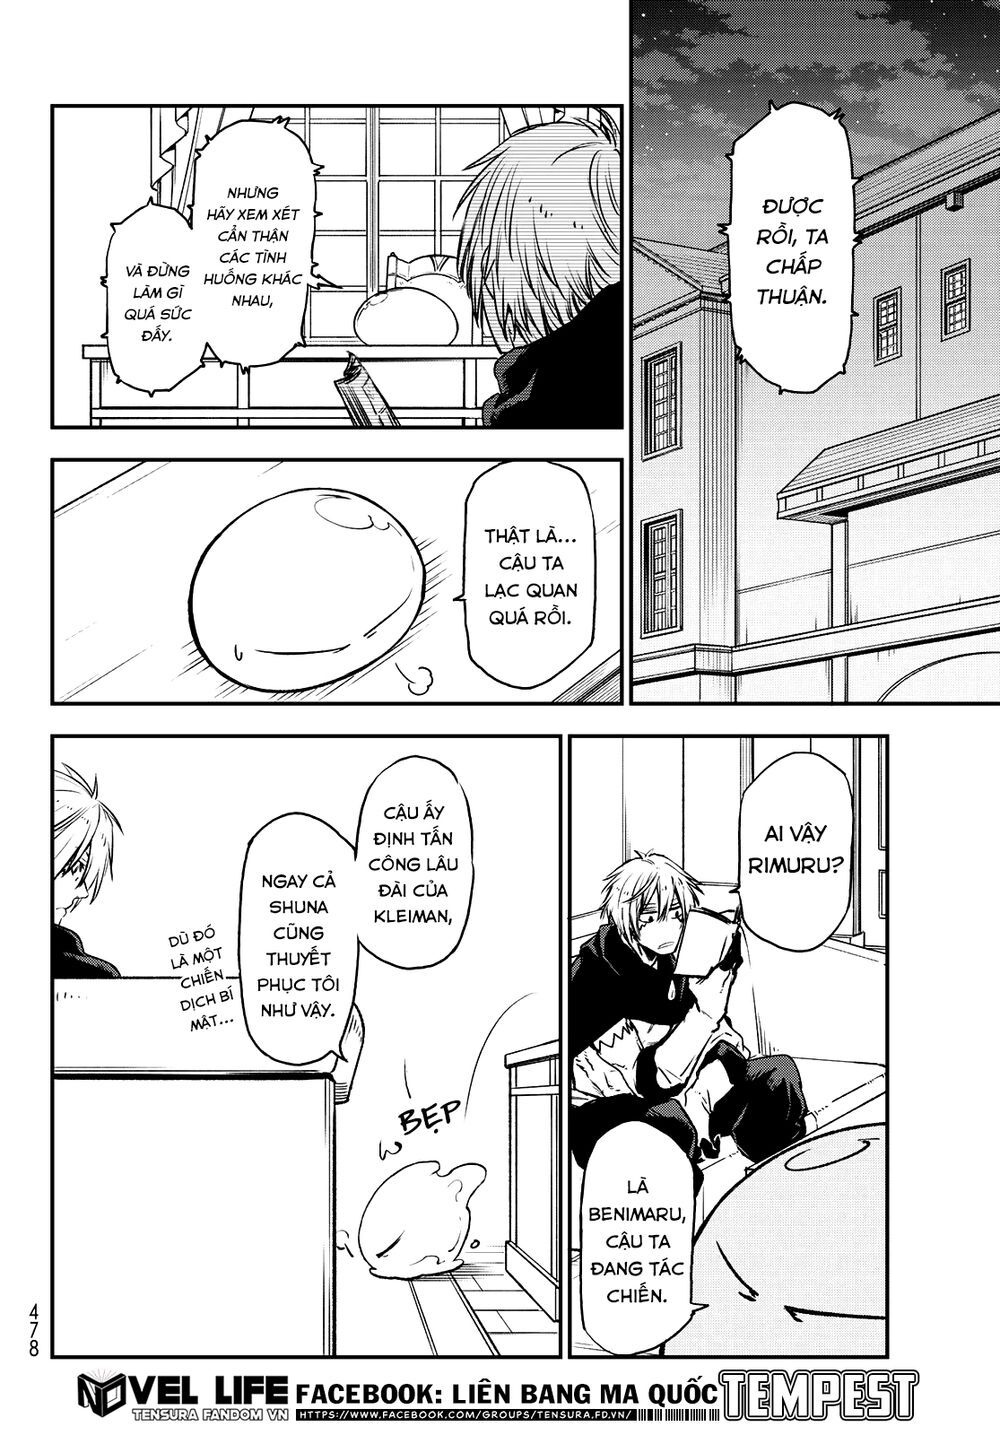 ĐƯỢC
RỒI, TA
CHẤP
THUẬN.
NHƯNG
HÃY XEM XÉT
CẨN THẬN
CÁC TÌNH
HUỐNG KHÁC
NHAU,
VÀ ĐỪNG
LÀM GÌ
QUÁ SỨC
ĐẤY.
THẬT LÀ...
CẬU TA
LẠC QUAN
QUÁ RỒI.
AI VẬY
RIMURU?
LÀ
BENIMARU,
CẬU TA
ĐANG TÁC
CHIẾN.
CẬU ẤY
ĐỊNH TẤN
CÔNG LÂU
ĐÀI CỦA
KLEIMAN,
NGAY CẢ
SHUNA
CŨNG
THUYẾT
PHỤC TÔI
NHƯ VẬY.
DŨ ĐÓ
LÀ MỘT
CHIẾN
DỊCH BÍ
MẬT...
BẸP
478
NOVEL LIFE
TENSURA FANDOM VN
FACEBOOK: LIÊN BANG MA QUỐC
HTTPS://WWW.FACEBOOK.COM/GROUPS/TENSURA.FD.VN/
TEMPEST